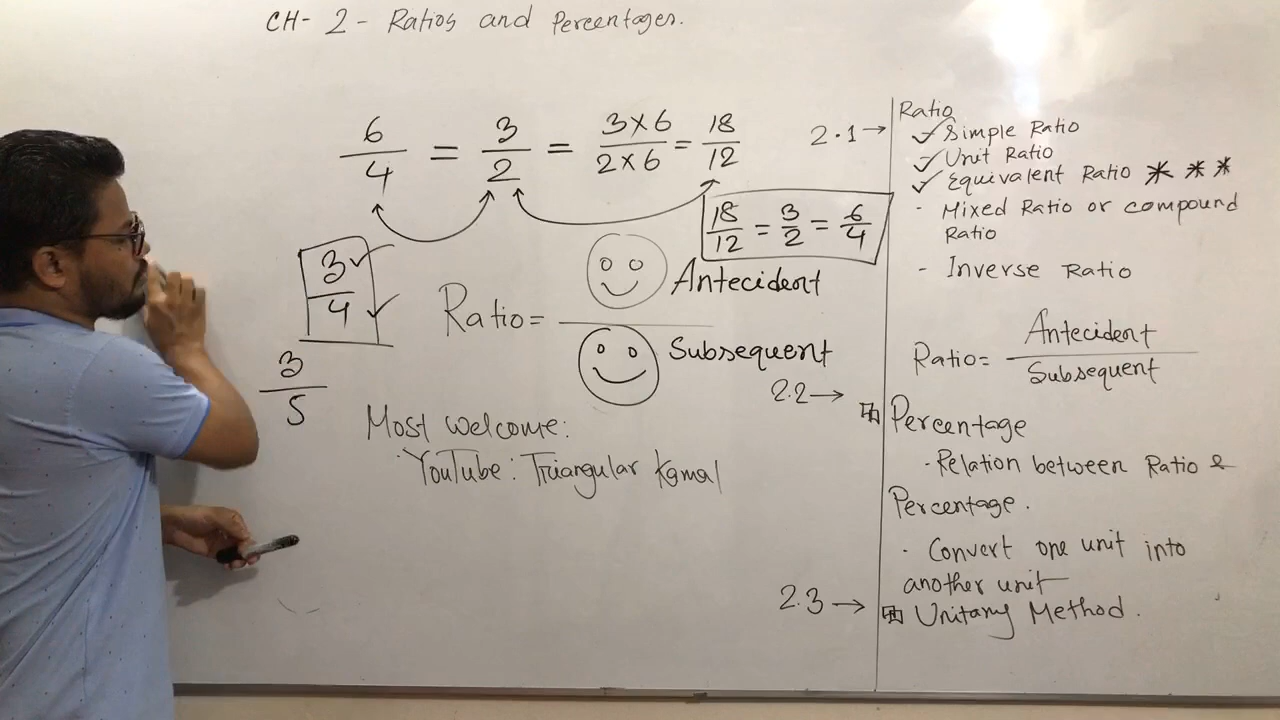 CH- 2 - Ratios and Percentages.
6/4 = 3/2 = 3×6/2×6 = 18/12
18/12 = 3/2 = 6/4
3/4
3/5
Ratio = Antecident/Subsequent
Most welcome:
YouTube: Triangular Kamal
2.1 →
Ratio
✓ Simple Ratio
✓ Unit Ratio
✓ Equivalent Ratio * * *
- Mixed Ratio or compound
Ratio
- Inverse Ratio
Ratio = Antecident/Subsequent
2.2 →
Percentage
· Relation between Ratio &
Percentage.
· Convert one unit into
another unit
2.3 →
Unitary Method.